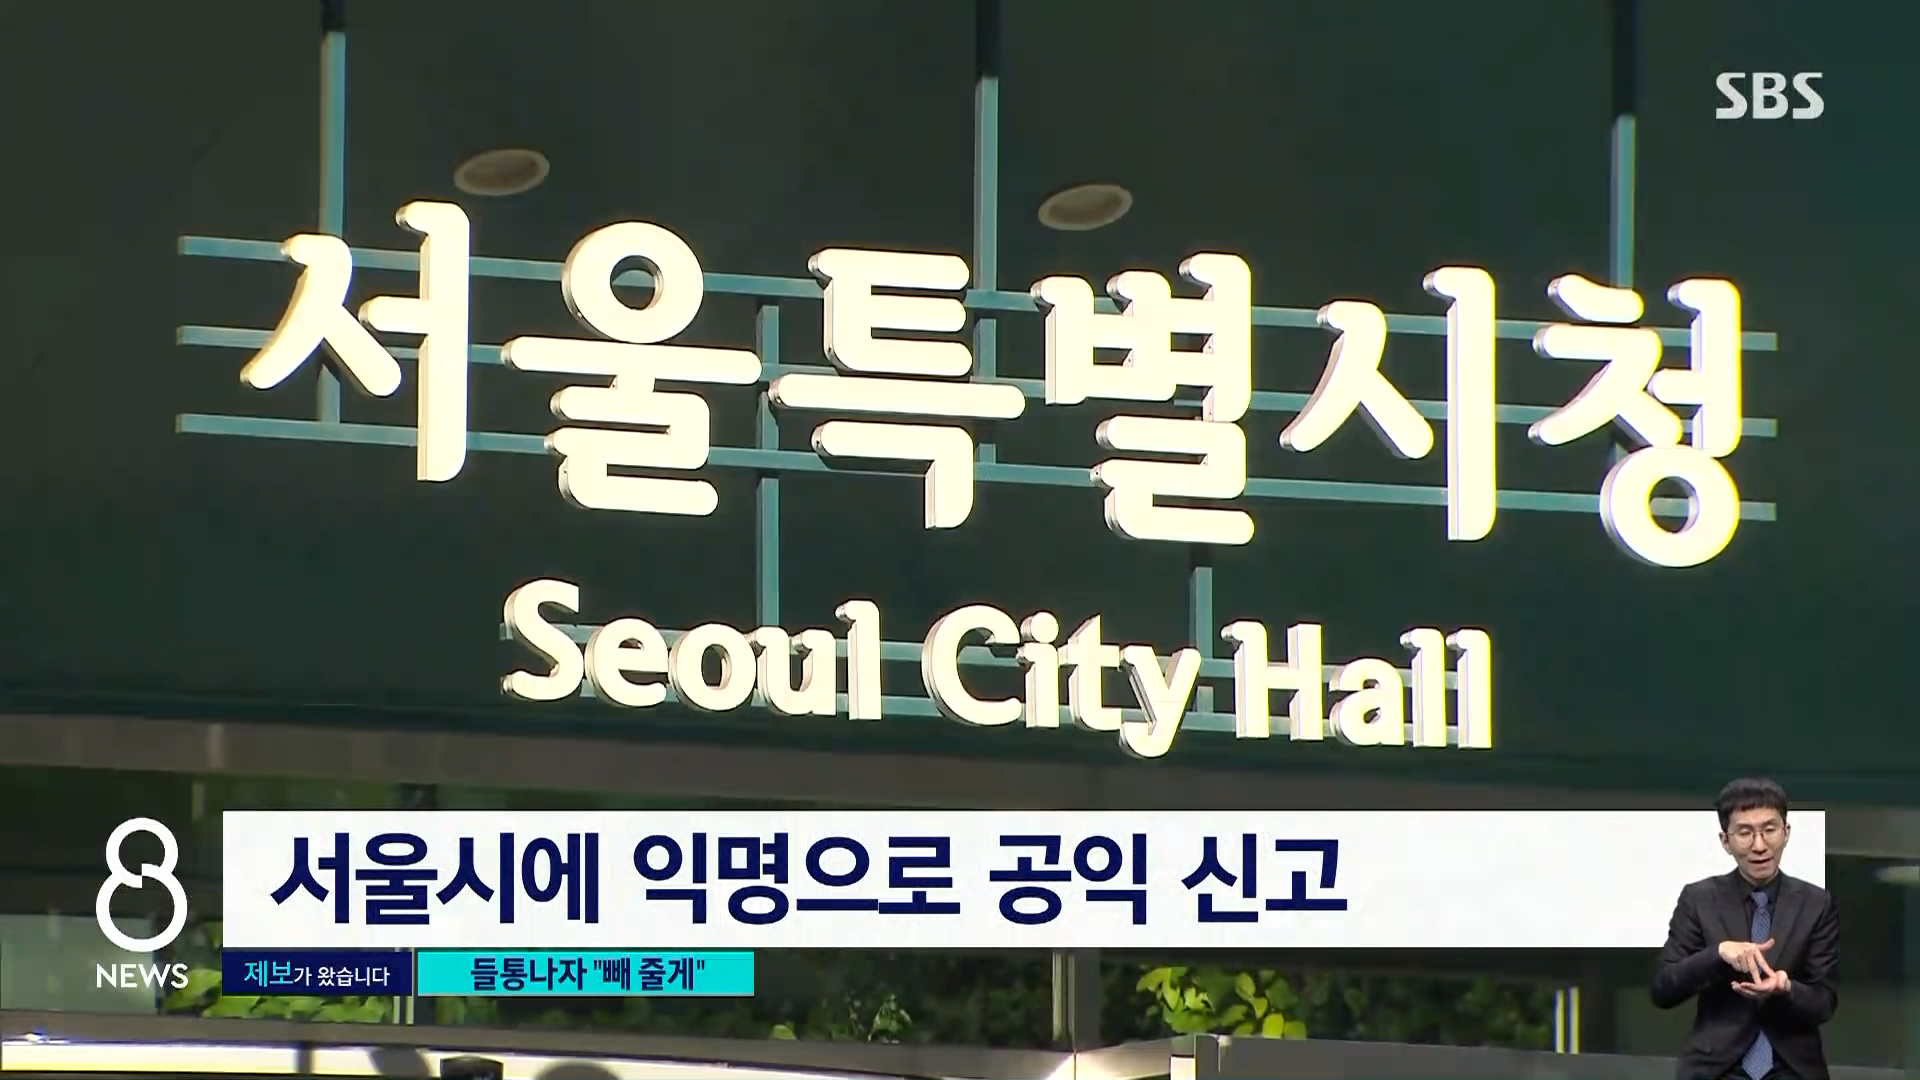 SBS
서울특별시청
Seoul City Hall
서울시에 익명으로 공익 신고
8
NEWS
제보가 왔습니다
들통나자 "빼 줄게"